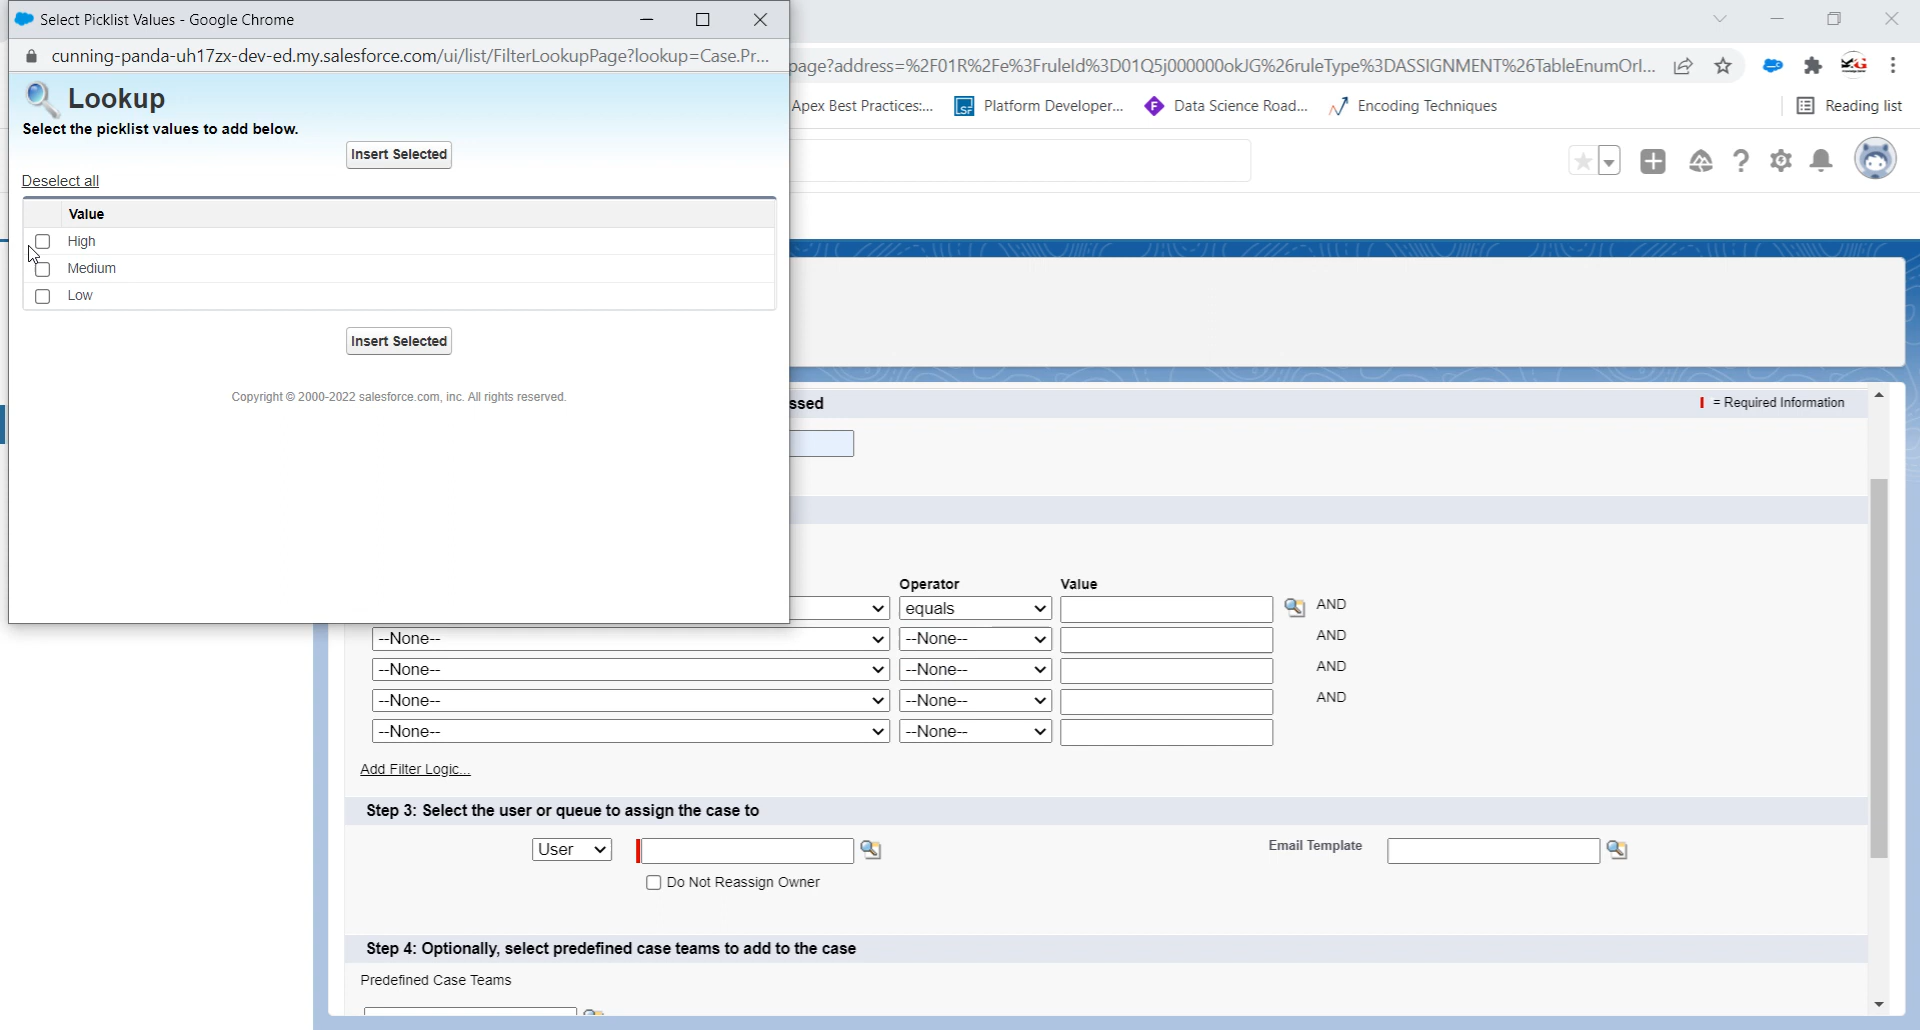 Select Picklist Values - Google Chrome
cunning-panda-uh17zx-dev-ed.my.salesforce.com/ui/list/FilterLookupPage?lookup=Case.Pr...
page?address=%2F01R%2Fe%3FruleId%3D01Q5j000000okJG%26ruleType%3DASSIGNMENT%26TableEnumOrI...
Apex Best Practices:...
Platform Developer...
Data Science Road...
Encoding Techniques
Reading list
Lookup
Select the picklist values to add below.
Insert Selected
Deselect all
Value
High
Medium
Low
Insert Selected
Copyright © 2000-2022 salesforce.com, inc. All rights reserved.
ssed
= Required Information
Operator
Value
equals
AND
--None--
--None--
AND
--None--
--None--
AND
--None--
--None--
AND
--None--
--None--
Add Filter Logic...
Step 3: Select the user or queue to assign the case to
User
Email Template
Do Not Reassign Owner
Step 4: Optionally, select predefined case teams to add to the case
Predefined Case Teams